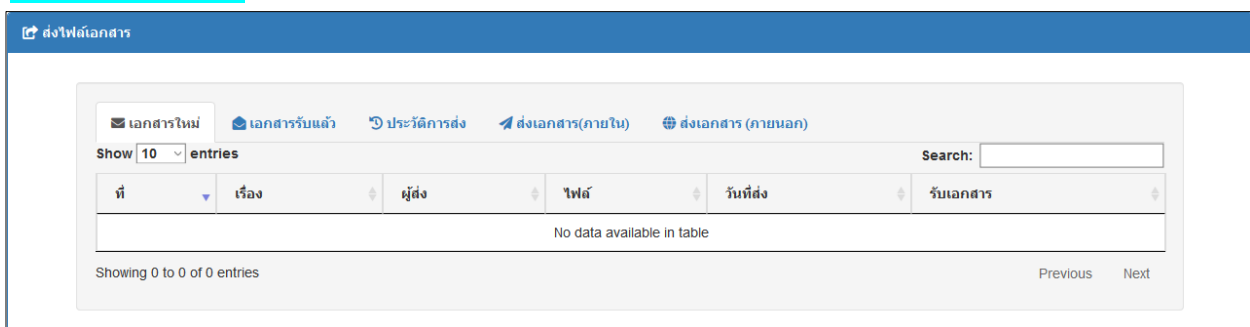 ส่งไฟล์เอกสาร
เอกสารใหม่ เอกสารรับแล้ว ประวัติการส่ง ส่งเอกสาร(ภายใน) ส่งเอกสาร (ภายนอก)
Show 10 entries Search:
ที่ เรื่อง ผู้ส่ง ไฟล์ วันที่ส่ง รับเอกสาร
No data available in table
Showing 0 to 0 of 0 entries Previous Next